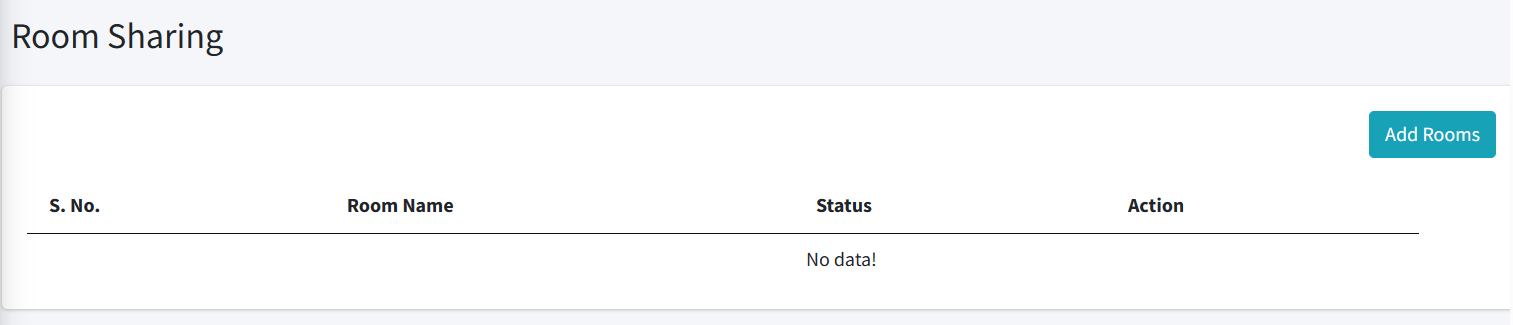 Room Sharing
Add Rooms
S. No. Room Name Status Action
No data!